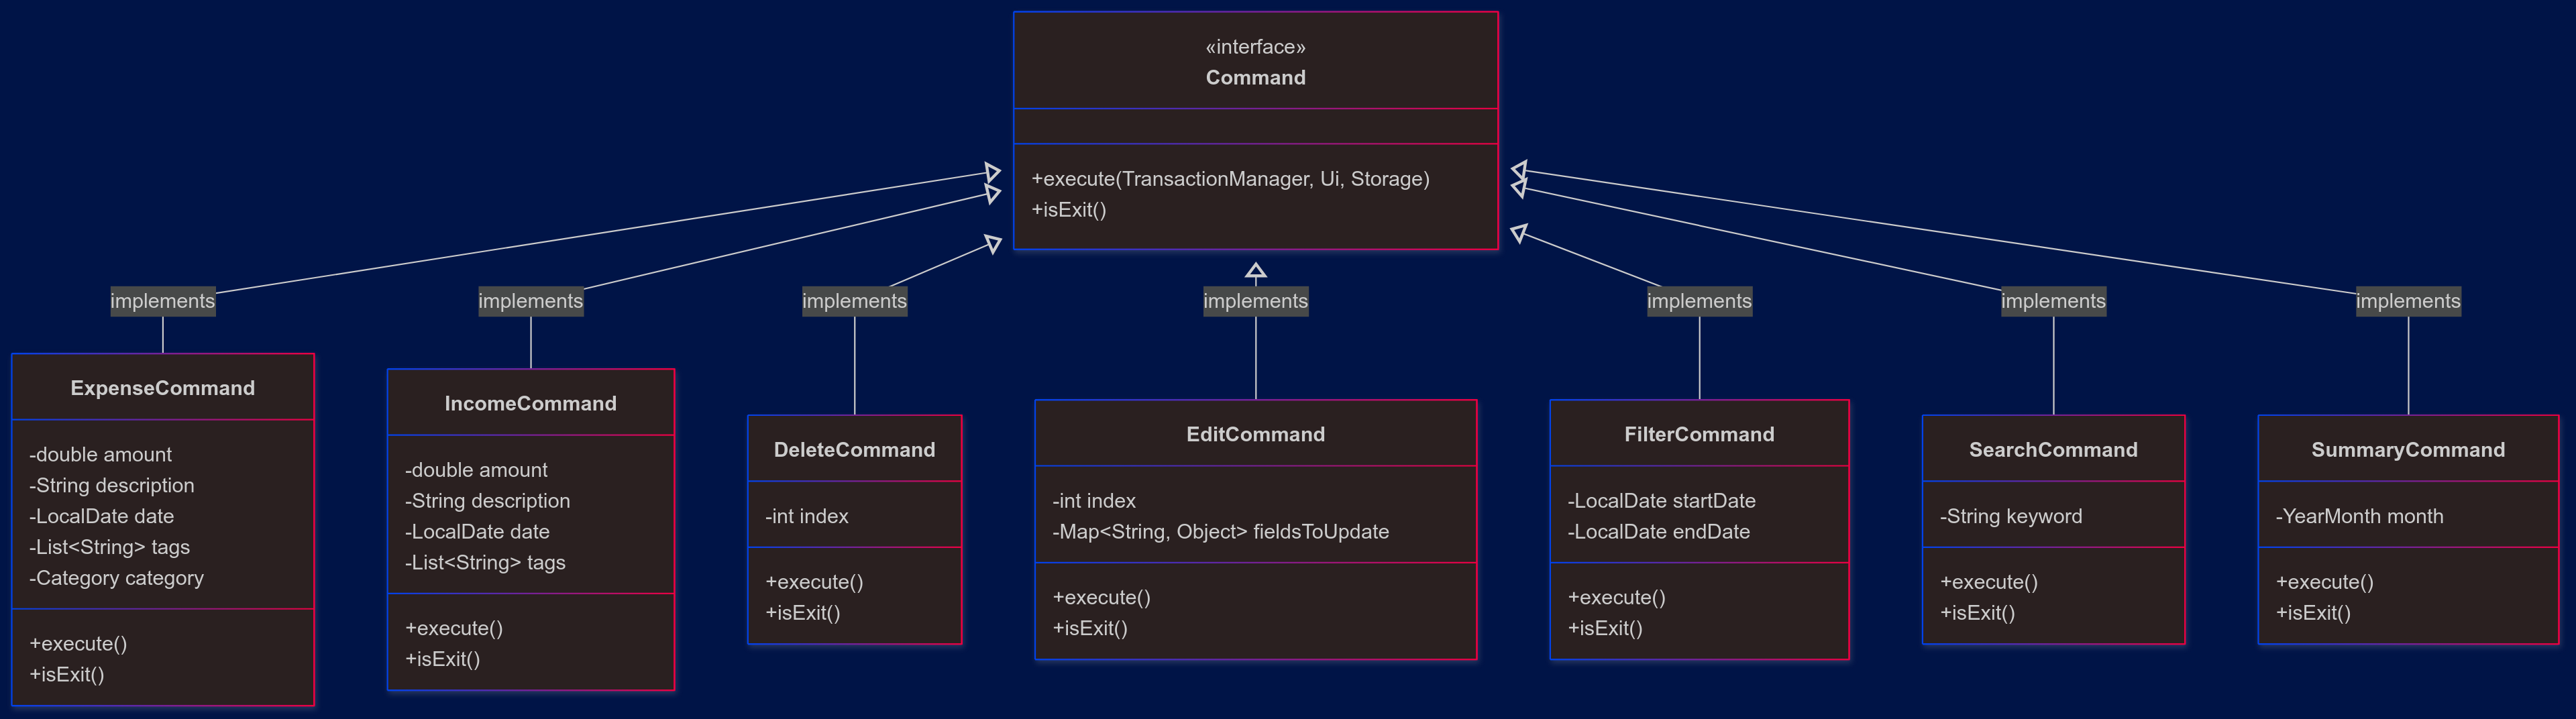 «interface»
Command
+execute(TransactionManager, Ui, Storage)
+isExit()
implements
implements
implements
implements
implements
implements
implements
ExpenseCommand
-double amount
-String description
-LocalDate date
-List<String> tags
-Category category
+execute()
+isExit()
IncomeCommand
-double amount
-String description
-LocalDate date
-List<String> tags
+execute()
+isExit()
DeleteCommand
-int index
+execute()
+isExit()
EditCommand
-int index
-Map<String, Object> fieldsToUpdate
+execute()
+isExit()
FilterCommand
-LocalDate startDate
-LocalDate endDate
+execute()
+isExit()
SearchCommand
-String keyword
+execute()
+isExit()
SummaryCommand
-YearMonth month
+execute()
+isExit()